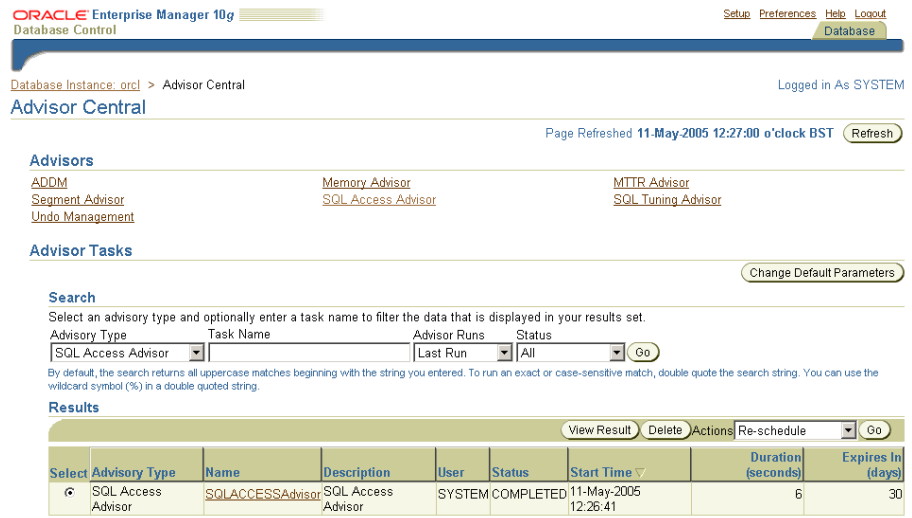 ORACLE Enterprise Manager 10g
Database Control
Setup Preferences Help Logout
Database
Database Instance: orcl > Advisor Central
Logged in As SYSTEM
Advisor Central
Page Refreshed 11-May-2005 12:27:00 o'clock BST Refresh
Advisors
ADDM Memory Advisor MTTR Advisor
Segment Advisor SQL Access Advisor SQL Tuning Advisor
Undo Management
Advisor Tasks
Change Default Parameters
Search
Select an advisory type and optionally enter a task name to filter the data that is displayed in your results set.
Advisory Type Task Name Advisor Runs Status
SQL Access Advisor Last Run All Go
By default, the search returns all uppercase matches beginning with the string you entered. To run an exact or case-sensitive match, double quote the search string. You can use the
wildcard symbol (%) in a double quoted string.
Results
View Result Delete Actions Re-schedule Go
Select Advisory Type Name Description User Status Start Time Duration (seconds) Expires In (days)
SQL Access Advisor SQLACCESSAdvisor SQL Access Advisor SYSTEM COMPLETED 11-May-2005 12:26:41 6 30